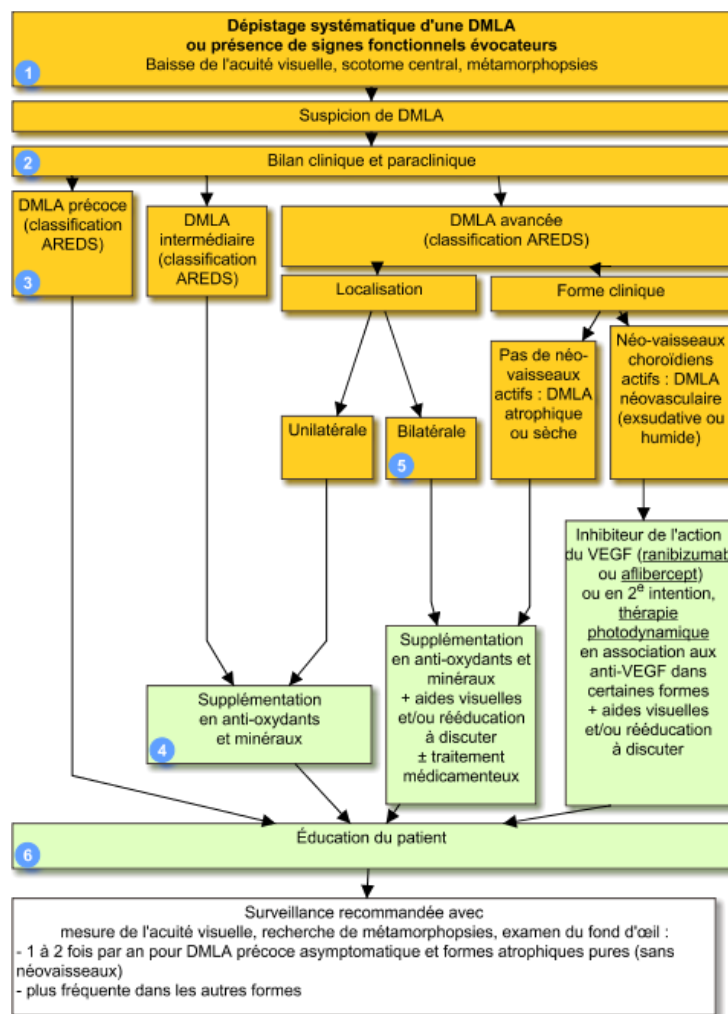 Dépistage systématique d'une DMLA
ou présence de signes fonctionnels évocateurs
Baisse de l'acuité visuelle, scotome central, métamorphopsies
1
Suspicion de DMLA
2
Bilan clinique et paraclinique
DMLA précoce
(classification
AREDS)
3
DMLA
intermédiaire
(classification
AREDS)
DMLA avancée
(classification AREDS)
Localisation
Forme clinique
Unilatérale
Bilatérale
5
Pas de néo-
vaisseaux
actifs : DMLA
atrophique
ou sèche
Néo-vaisseaux
choroïdiens
actifs : DMLA
néovasculaire
(exsudative ou
humide)
Supplémentation
en anti-oxydants
et minéraux
4
Supplémentation
en anti-oxydants et
minéraux
+ aides visuelles
et/ou rééducation
à discuter
± traitement
médicamenteux
Inhibiteur de l'action
du VEGF (ranibizumab
ou aflibercept)
ou en 2e intention,
thérapie
photodynamique
en association aux
anti-VEGF dans
certaines formes
+ aides visuelles
et/ou rééducation
à discuter
Éducation du patient
6
Surveillance recommandée avec
mesure de l'acuité visuelle, recherche de métamorphopsies, examen du fond d'œil :
- 1 à 2 fois par an pour DMLA précoce asymptomatique et formes atrophiques pures (sans
néovaisseaux)
- plus fréquente dans les autres formes